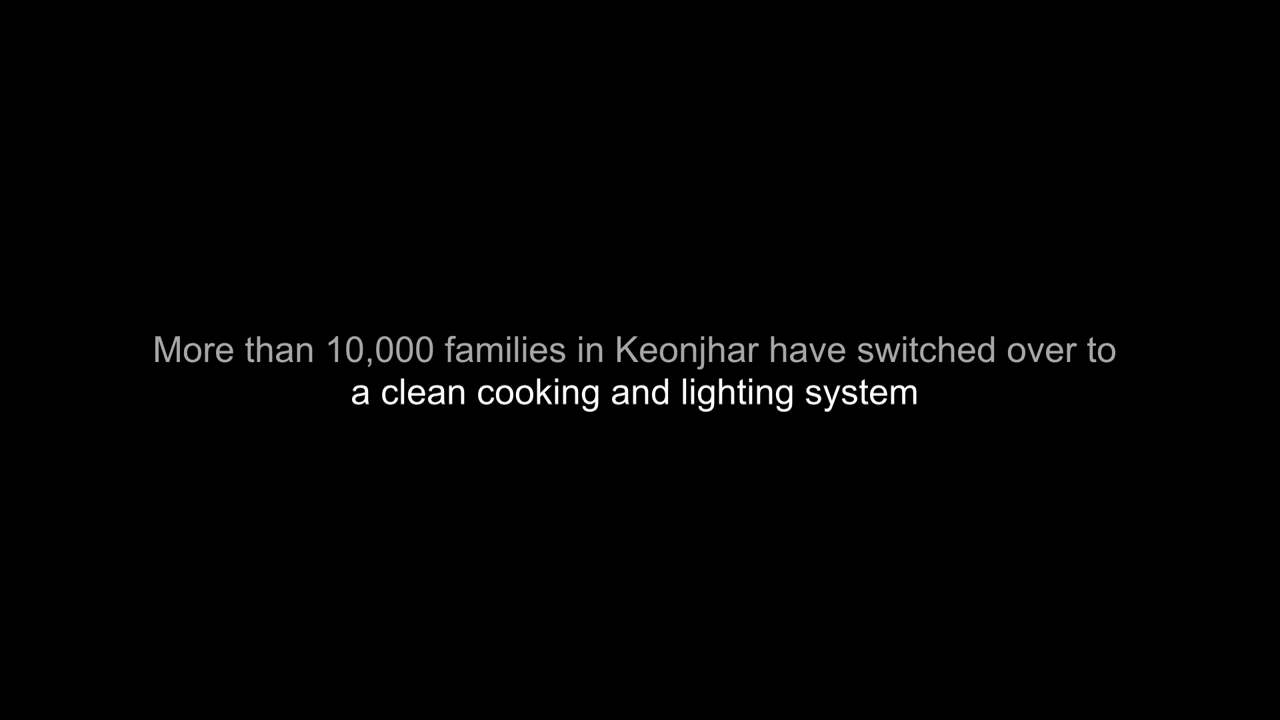 More than 10,000 families in Keonjhar have switched over to
a clean cooking and lighting system